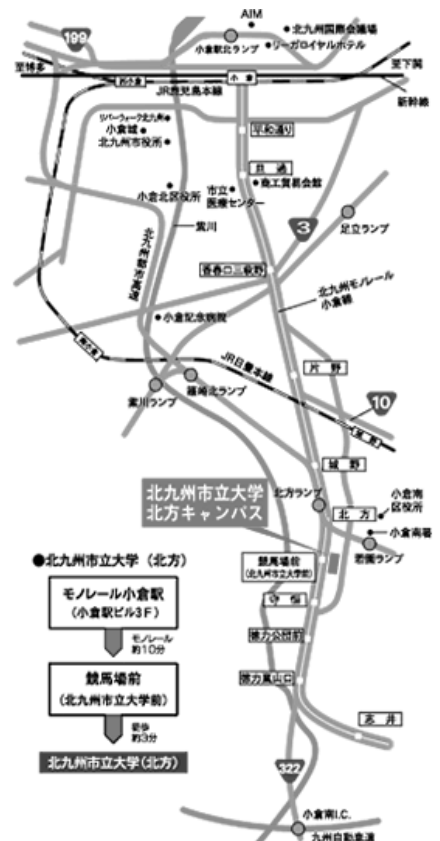 AIM
199
小倉駅北ランプ
北九州国際会議場
リーガロイヤルホテル
至博多
西小倉
小倉
至下関
JR鹿児島本線
新幹線
リバーウォーク北九州
小倉城
北九州市役所
平和通り
旦過
商工貿易会館
小倉北区役所
市立
医療センター
3
足立ランプ
紫川
北九州都市高速
香春口三萩野
北九州モノレール
小倉線
小倉記念病院
南小倉
JR日豊本線
片野
紫川ランプ
篠崎北ランプ
10
城野
城野
北九州市立大学
北方キャンパス
北方ランプ
北方
小倉南
区役所
小倉南署
若園ランプ
競馬場前
(北九州市立大学前)
守恒
徳力公団前
徳力嵐山口
志井
322
小倉南I.C.
九州自動車道
●北九州市立大学(北方)
モノレール小倉駅
(小倉駅ビル3F)
モノレール
約10分
競馬場前
(北九州市立大学前)
徒歩
約3分
北九州市立大学(北方)